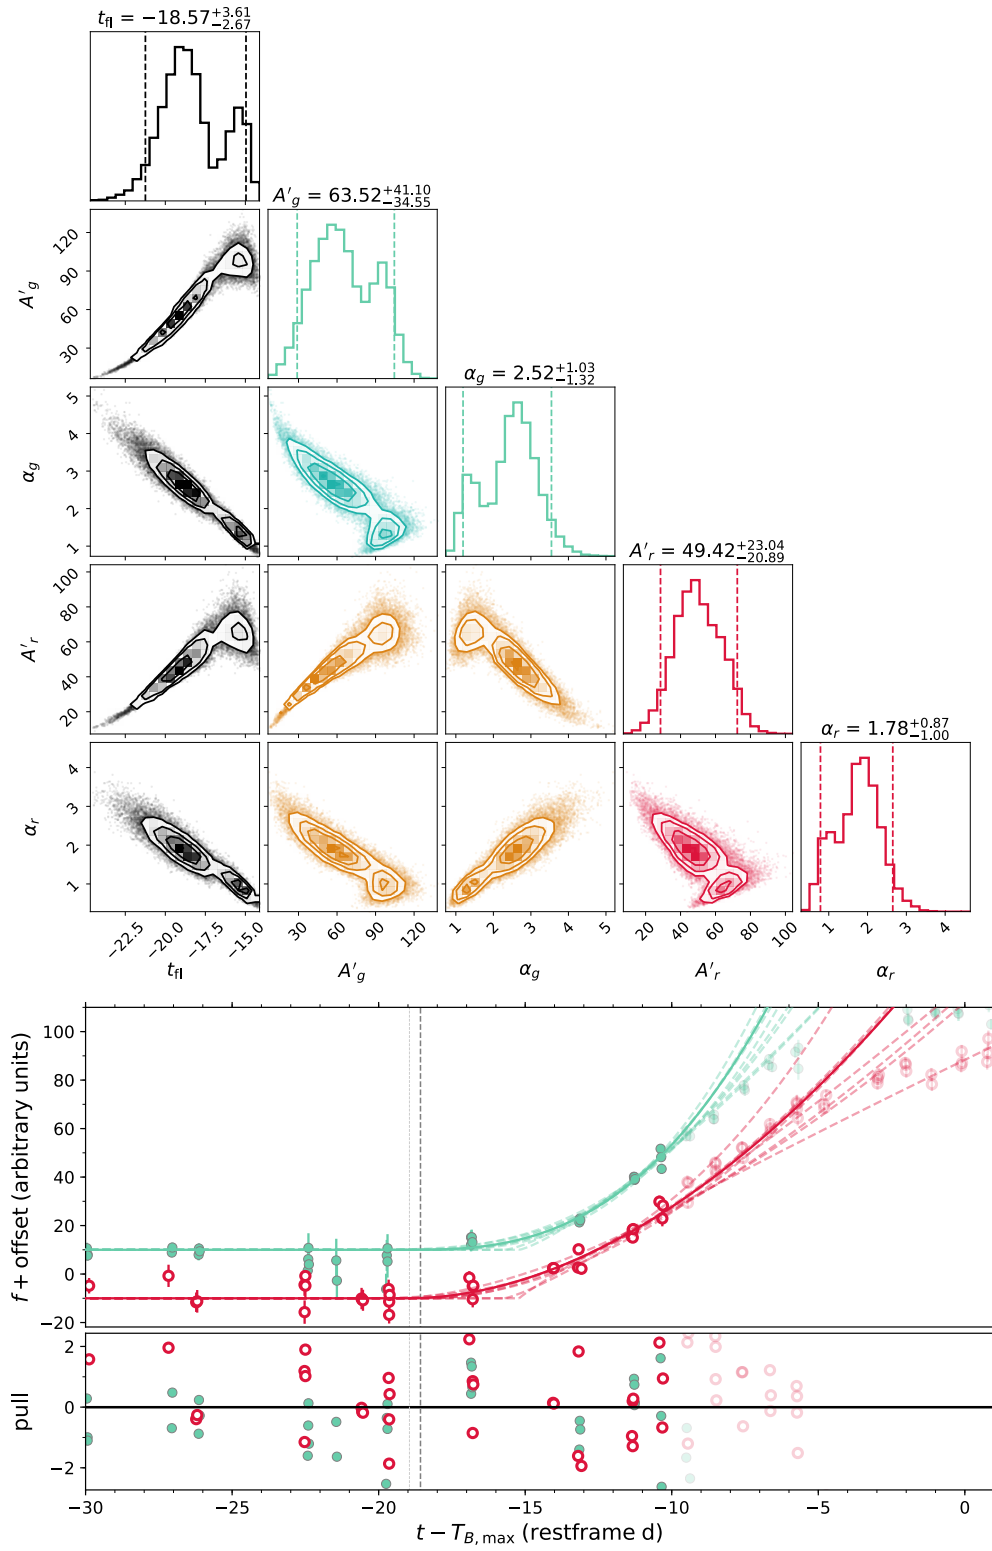 t_fl = −18.57 +3.61 −2.67
A'_g = 63.52 +41.10 −34.55
120
90
60
30
A'_g
α_g = 2.52 +1.03 −1.32
5
4
3
2
1
α_g
A'_r = 49.42 +23.04 −20.89
100
80
60
40
20
A'_r
α_r = 1.78 +0.87 −1.00
4
3
2
1
α_r
−22.5 −20.0 −17.5 −15.0 30 60 90 120 1 2 3 4 5 20 40 60 80 100 1 2 3 4
t_fl A'_g α_g A'_r α_r
100
80
60
40
20
0
−20
f + offset (arbitrary units)
2
0
−2
pull
−30 −25 −20 −15 −10 −5 0
t − T_B,max (restframe d)